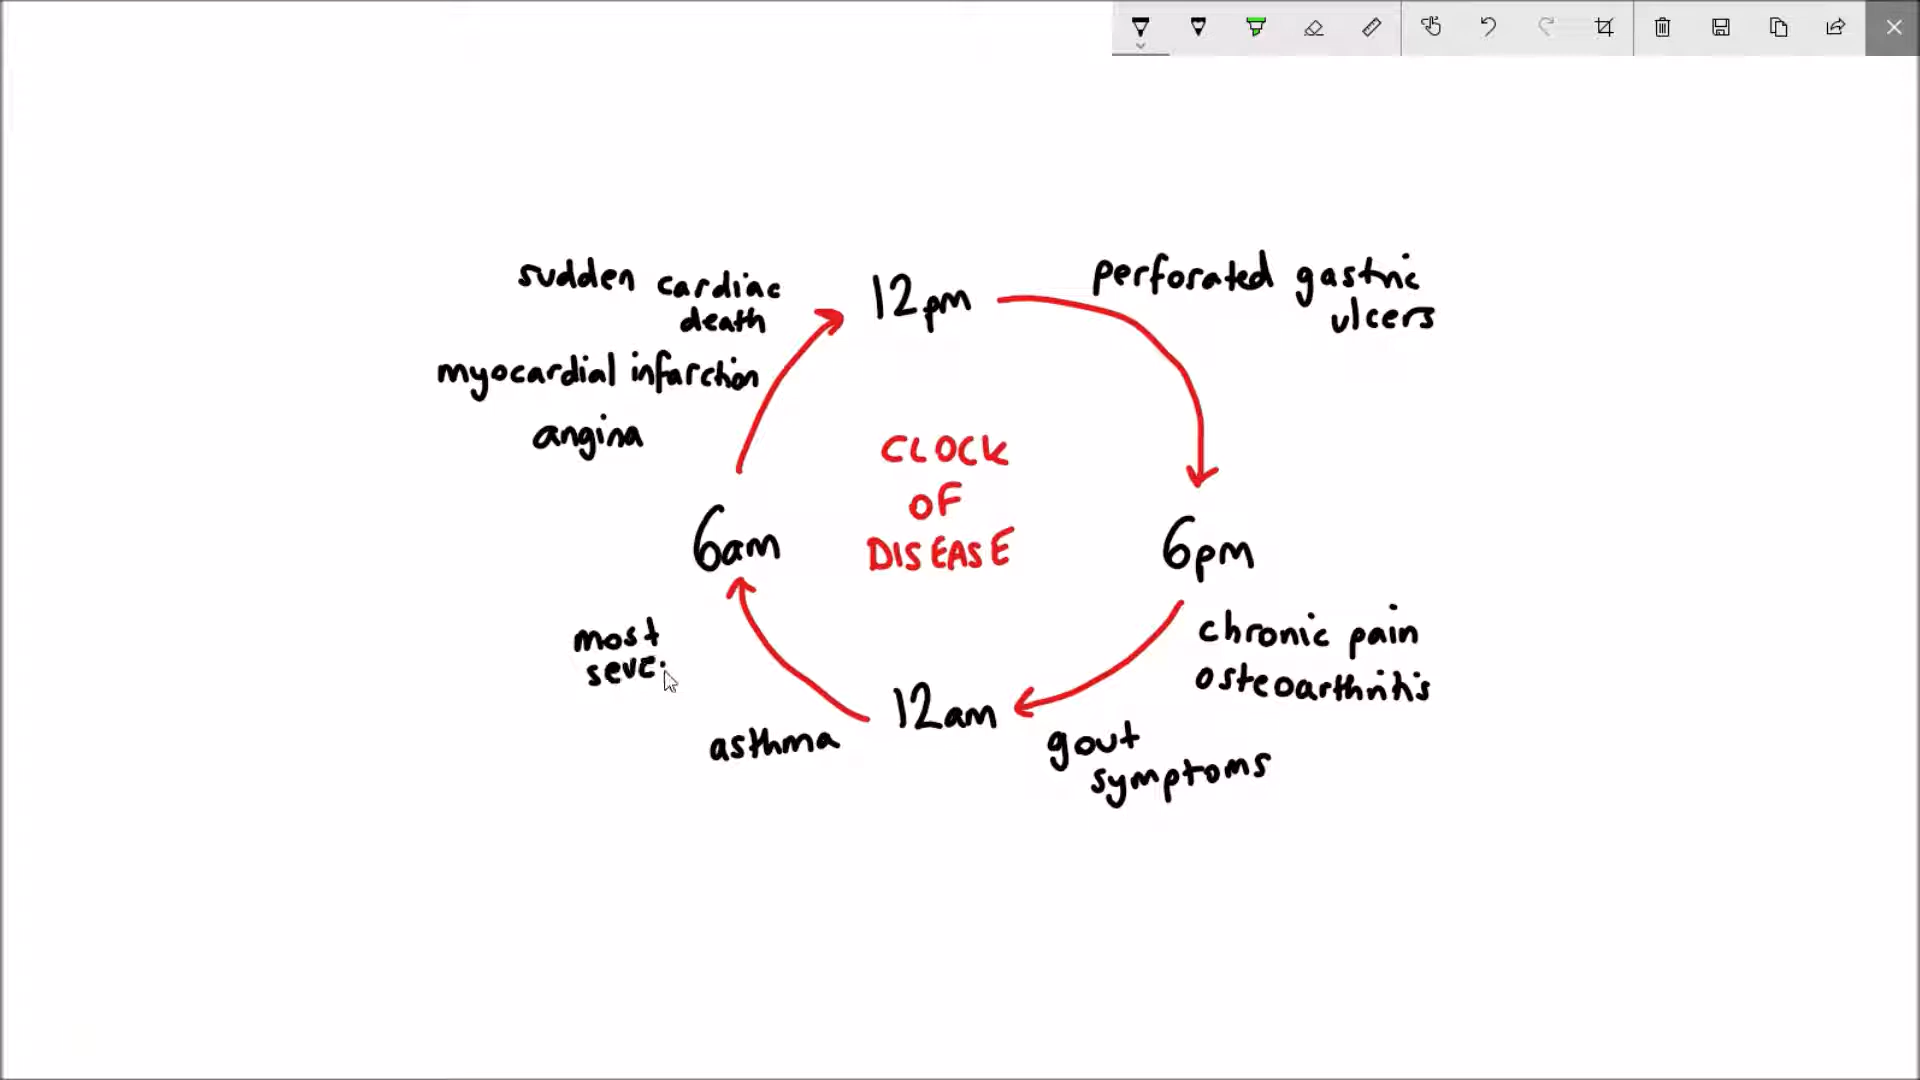 sudden cardiac
death
myocardial infarction
angina
12pm
perforated gastric
ulcers
CLOCK
OF
DISEASE
6am
6pm
most
chronic pain
osteoarthritis
12am
asthma
gout
symptoms